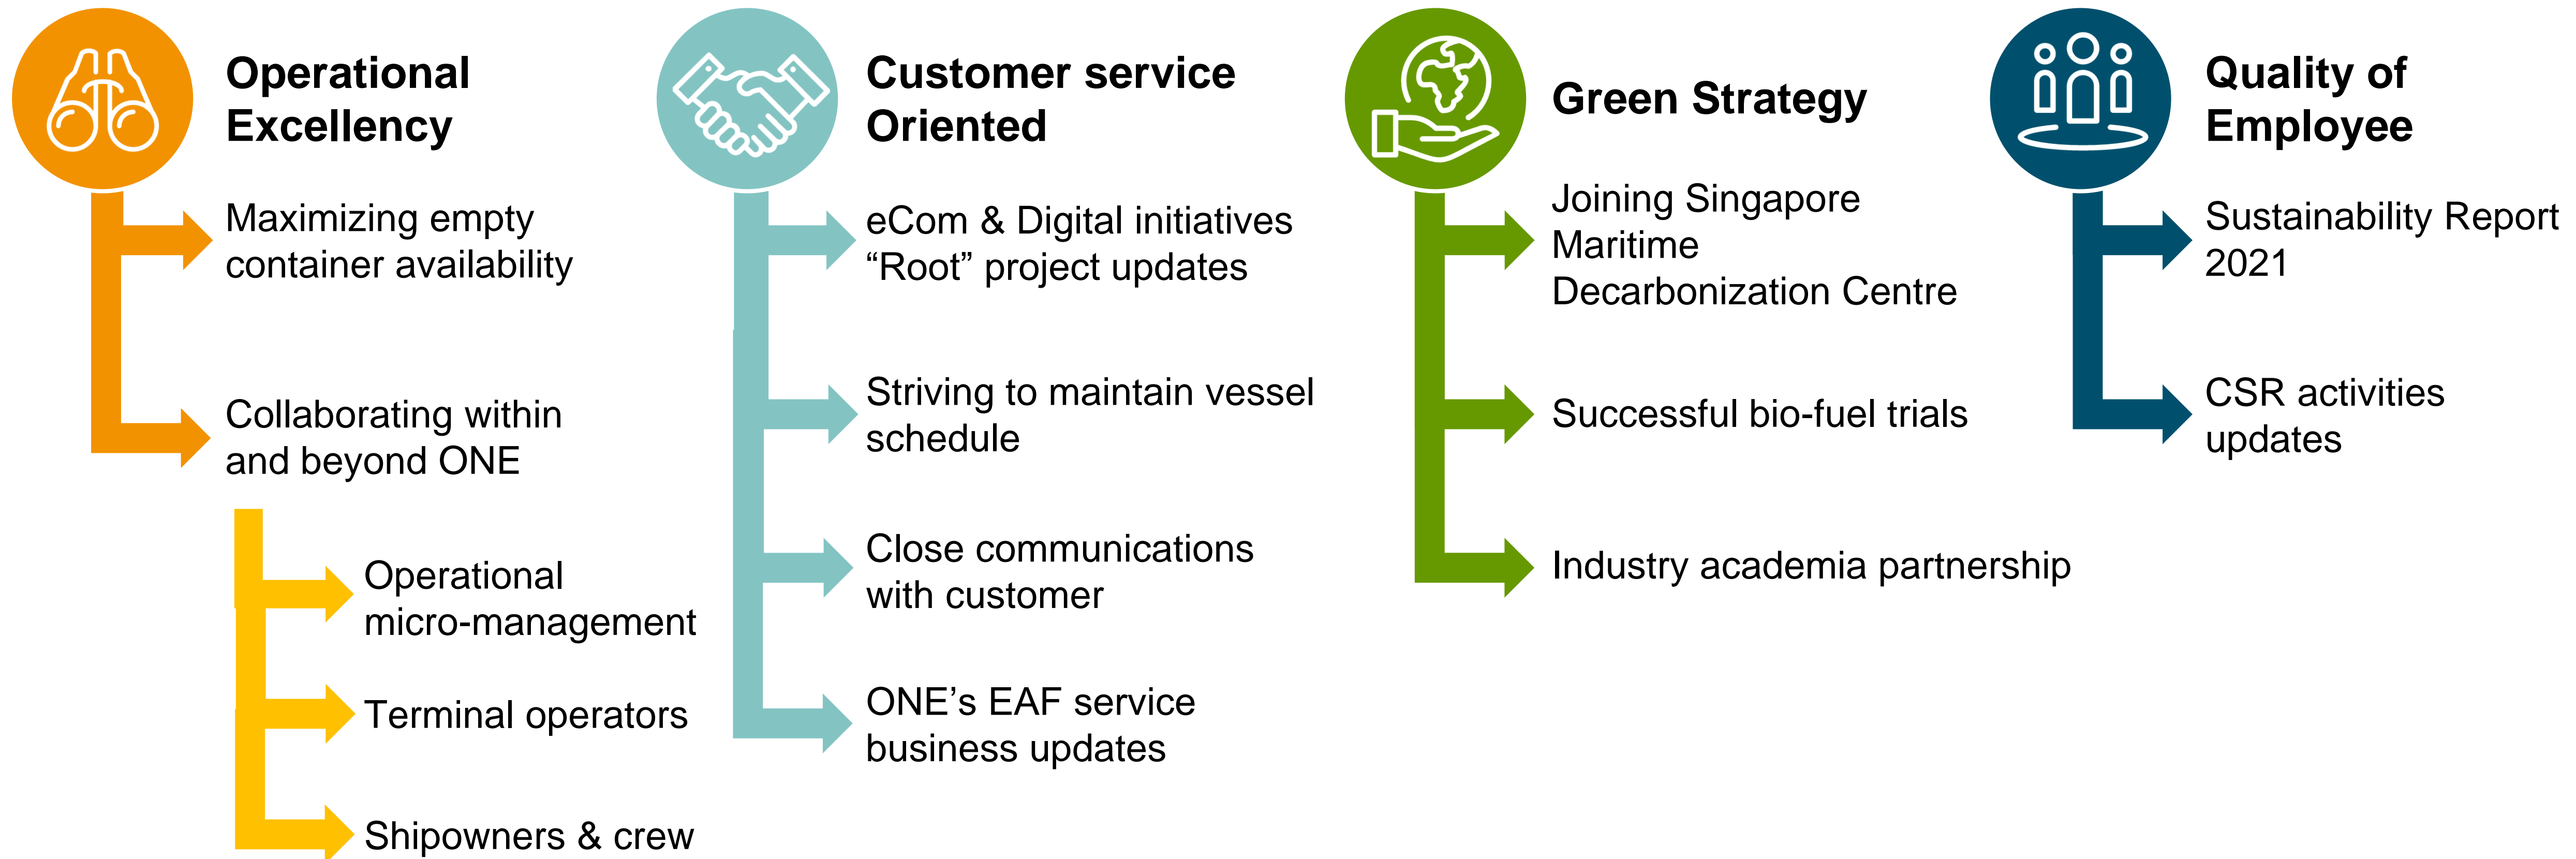 Operational
Excellency
Maximizing empty
container availability
Collaborating within
and beyond ONE
Operational
micro-management
Terminal operators
Shipowners & crew
Customer service
Oriented
eCom & Digital initiatives
“Root” project updates
Striving to maintain vessel
schedule
Close communications
with customer
ONE’s EAF service
business updates
Green Strategy
Joining Singapore
Maritime
Decarbonization Centre
Successful bio-fuel trials
Industry academia partnership
Quality of
Employee
Sustainability Report
2021
CSR activities
updates